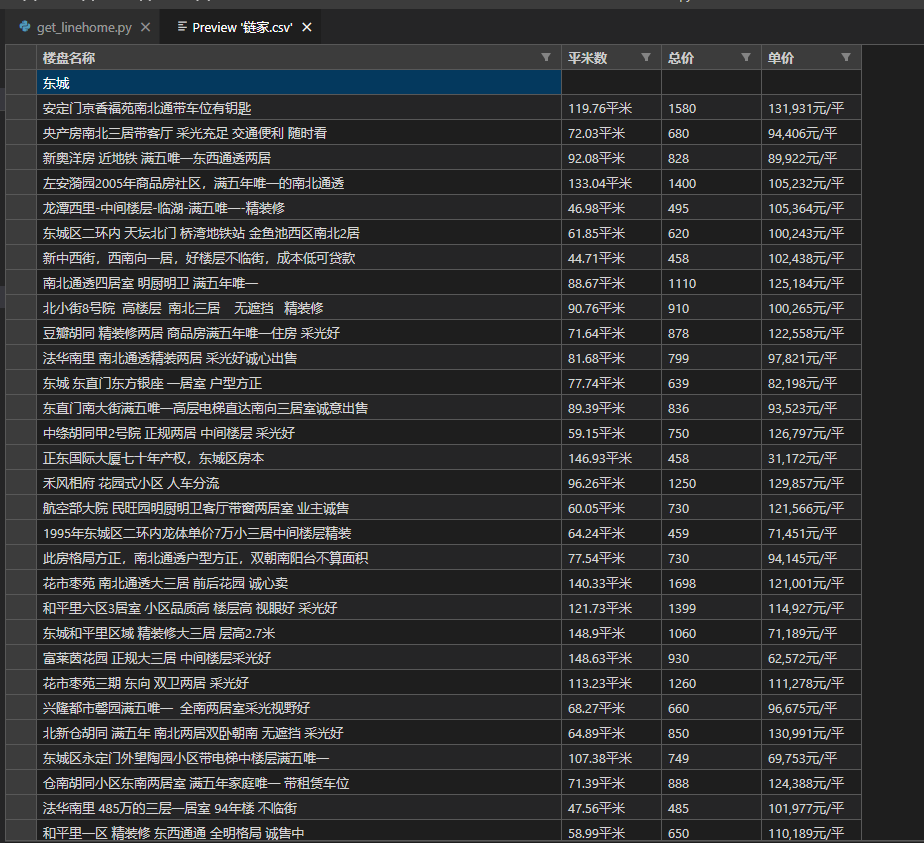 get_linehome.py Preview '链家.csv'
楼盘名称 平米数 总价 单价
东城
安定门京香福苑南北通带车位有钥匙 119.76平米 1580 131,931元/平
央产房南北三居带客厅 采光充足 交通便利 随时看 72.03平米 680 94,406元/平
新奥洋房 近地铁 满五唯一东西通透两居 92.08平米 828 89,922元/平
左安漪园2005年商品房社区，满五年唯一的南北通透 133.04平米 1400 105,232元/平
龙潭西里-中间楼层-临湖-满五唯一-精装修 46.98平米 495 105,364元/平
东城区二环内 天坛北门 桥湾地铁站 金鱼池西区南北2居 61.85平米 620 100,243元/平
新中西街，西南向一居，好楼层不临街，成本低可贷款 44.71平米 458 102,438元/平
南北通透四居室 明厨明卫 满五年唯一 88.67平米 1110 125,184元/平
北小街8号院 高楼层 南北三居 无遮挡 精装修 90.76平米 910 100,265元/平
豆瓣胡同 精装修两居 商品房满五年唯一住房 采光好 71.64平米 878 122,558元/平
法华南里 南北通透精装两居 采光好诚心出售 81.68平米 799 97,821元/平
东城 东直门东方银座 一居室 户型方正 77.74平米 639 82,198元/平
东直门南大街满五唯一高层电梯直达南向三居室诚意出售 89.39平米 836 93,523元/平
中绦胡同甲2号院 正规两居 中间楼层 采光好 59.15平米 750 126,797元/平
正东国际大厦七十年产权，东城区房本 146.93平米 458 31,172元/平
禾风相府 花园式小区 人车分流 96.26平米 1250 129,857元/平
航空部大院 民旺园明厨明卫客厅带窗两居室 业主诚售 60.05平米 730 121,566元/平
1995年东城区二环内龙体单价7万小三居中间楼层精装 64.24平米 459 71,451元/平
此房格局方正，南北通透户型方正，双朝南阳台不算面积 77.54平米 730 94,145元/平
花市枣苑 南北通透大三居 前后花园 诚心卖 140.33平米 1698 121,001元/平
和平里六区3居室 小区品质高 楼层高 视眼好 采光好 121.73平米 1399 114,927元/平
东城和平里区域 精装修大三居 层高2.7米 148.9平米 1060 71,189元/平
富莱茵花园 正规大三居 中间楼层采光好 148.63平米 930 62,572元/平
花市枣苑三期 东向 双卫两居 采光好 113.23平米 1260 111,278元/平
兴隆都市馨园满五唯一 全南两居室采光视野好 68.27平米 660 96,675元/平
北新仓胡同 满五年 南北两居双卧朝南 无遮挡 采光好 64.89平米 850 130,991元/平
东城区永定门外望陶园小区带电梯中楼层满五唯一 107.38平米 749 69,753元/平
仓南胡同小区东南两居室 满五年家庭唯一 带租赁车位 71.39平米 888 124,388元/平
法华南里 485万的三层一居室 94年楼 不临街 47.56平米 485 101,977元/平
和平里一区 精装修 东西通通 全明格局 诚售中 58.99平米 650 110,189元/平